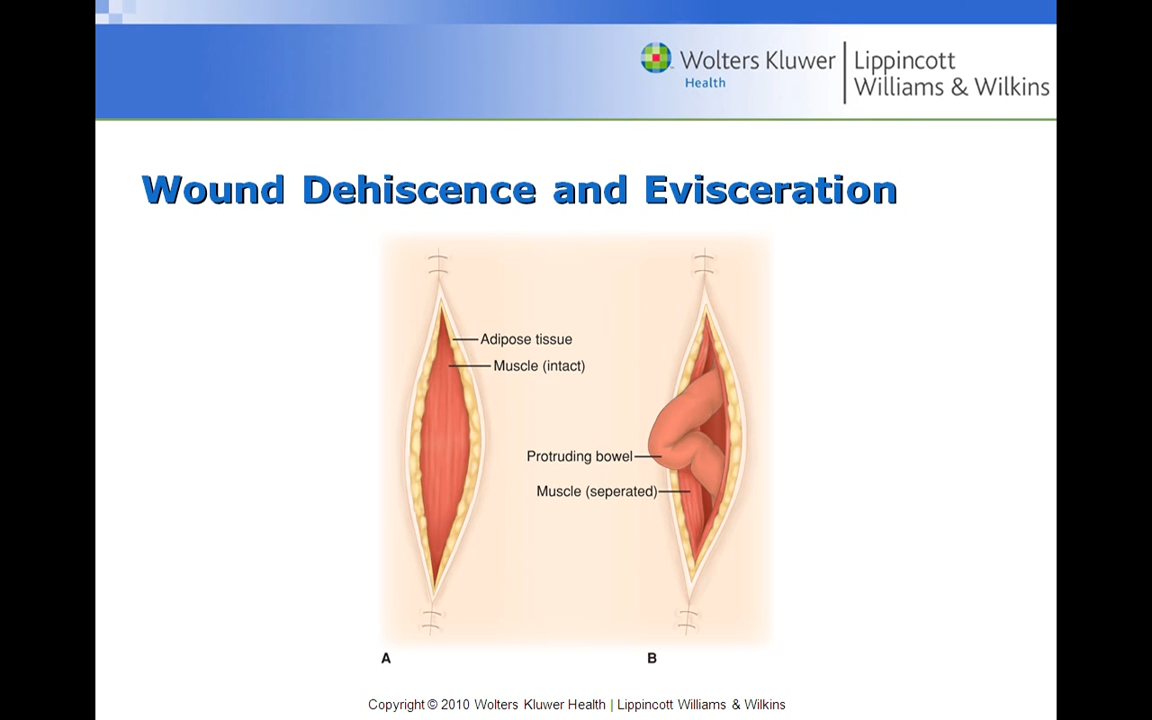 Wolters Kluwer
Health
Lippincott
Williams & Wilkins
Wound Dehiscence and Evisceration
Adipose tissue
Muscle (intact)
Protruding bowel
Muscle (seperated)
A
B
Copyright © 2010 Wolters Kluwer Health | Lippincott Williams & Wilkins